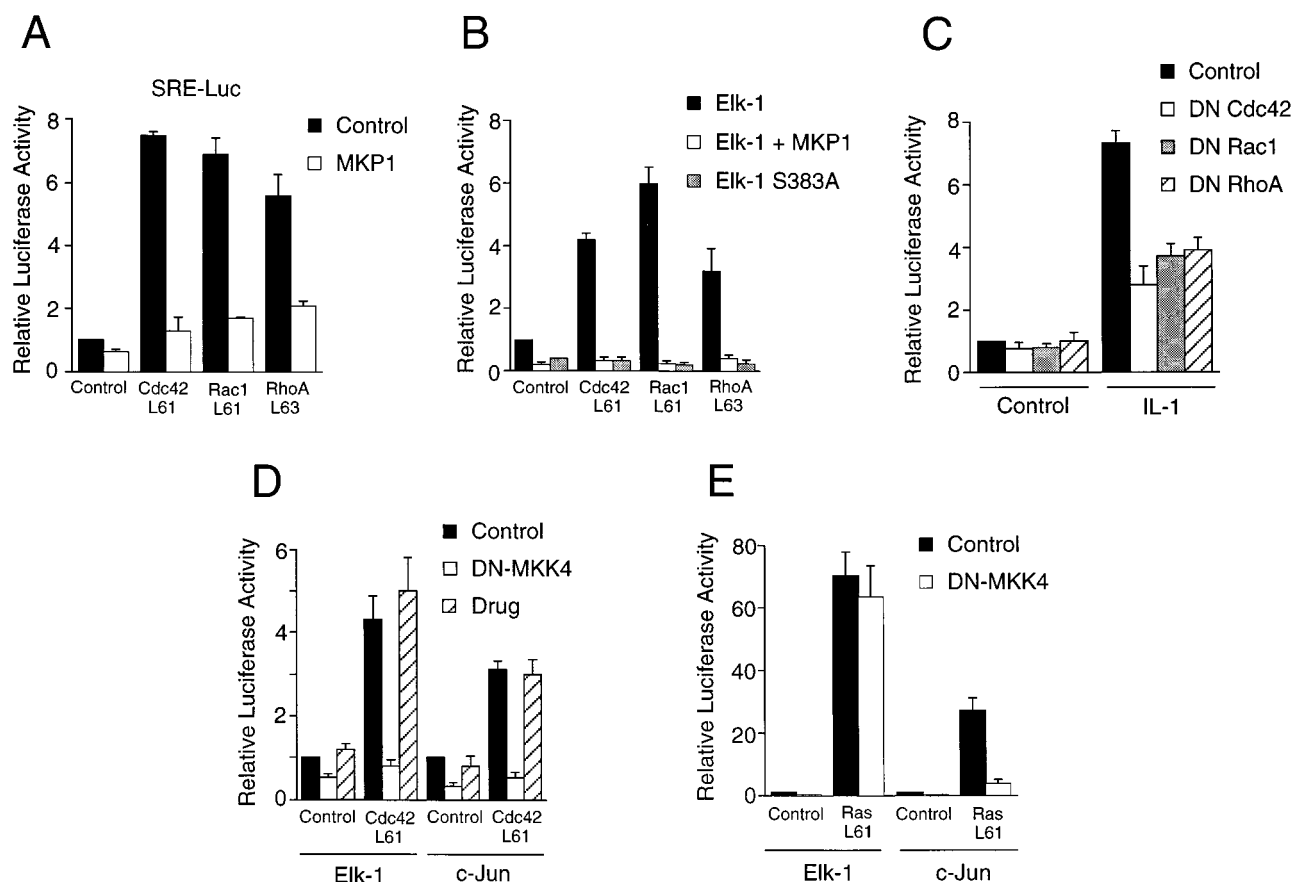 A
SRE-Luc
Control
MKP1
Relative Luciferase Activity
8
6
4
2
0
Control
Cdc42 L61
Rac1 L61
RhoA L63
B
Elk-1
Elk-1 + MKP1
Elk-1 S383A
Relative Luciferase Activity
8
6
4
2
0
Control
Cdc42 L61
Rac1 L61
RhoA L63
C
Control
DN Cdc42
DN Rac1
DN RhoA
Relative Luciferase Activity
8
6
4
2
0
Control
IL-1
D
Control
DN-MKK4
Drug
Relative Luciferase Activity
6
4
2
0
Control
Cdc42 L61
Control
Cdc42 L61
Elk-1
c-Jun
E
Control
DN-MKK4
Relative Luciferase Activity
80
60
40
20
0
Control
Ras L61
Control
Ras L61
Elk-1
c-Jun